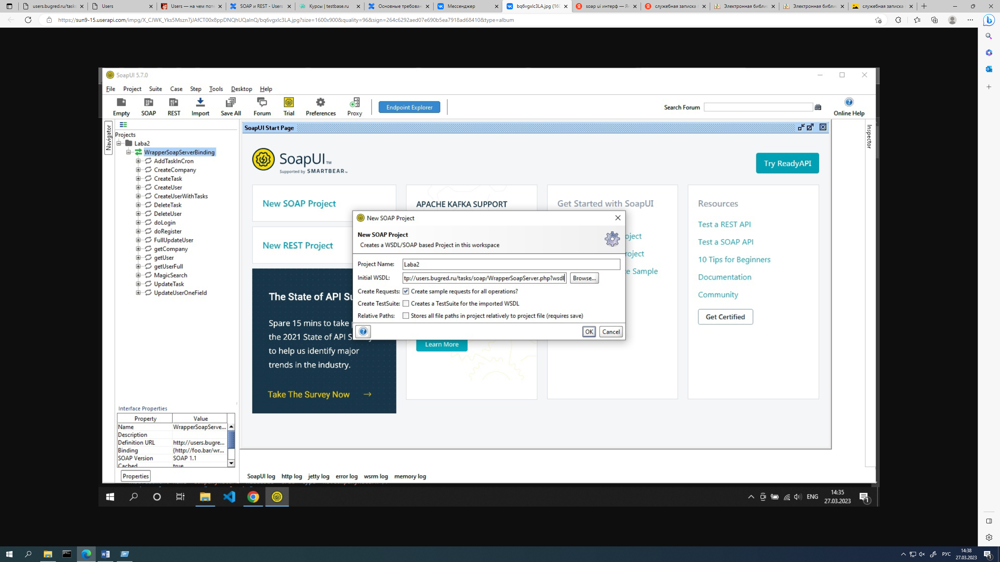 users.bugred.ru/tasks
Users
Users — на чем поте
SOAP и REST - Users
Курсы | testbase.ru
Основные требован
Мессенджер
bq6vgxlc3LA.jpg (160
soap ui интерф — Ян
служебная записка
Электронная библио
Электронная библио
служебная записка
https://sun9-15.userapi.com/impg/X_CJWK_Yks5Mszn7jJAfCT00x8ppDNQhUQaInQ/bq6vgxlc3LA.jpg?size=1600x900&quality=96&sign=264c6292aed07e690b5ea7918ad68410&type=album
SoapUI 5.7.0
File Project Suite Case Step Tools Desktop Help
Empty SOAP REST Import Save All Forum Trial Preferences Proxy
Endpoint Explorer
Search Forum
Online Help
Navigator
Projects
Laba2
WrapperSoapServerBinding
AddTaskInCron
CreateCompany
CreateTask
CreateUser
CreateUserWithTasks
DeleteTask
DeleteUser
doLogin
doRegister
FullUpdateUser
getCompany
getUser
getUserFull
MagicSearch
UpdateTask
UpdateUserOneField
Interface Properties
Property Value
Name WrapperSoapServe...
Description
Definition URL http://users.bugre...
Binding {http://foo.bar/wr...
SOAP Version SOAP 1.1
Cached true
Properties
SoapUI Start Page
Inspector
SoapUI™
Supported by SMARTBEAR™
Try ReadyAPI
New SOAP Project
New REST Project
APACHE KAFKA SUPPORT
Get Started with SoapUI
oject
roject
e Sample
Resources
Test a REST API
Test a SOAP API
10 Tips for Beginners
Documentation
Community
Get Certified
The State of API Su
Spare 15 mins to take p
the 2021 State of API S
to help us identify major
trends in the industry.
Take The Survey Now
Learn More
New SOAP Project
New SOAP Project
Creates a WSDL/SOAP based Project in this workspace
Project Name: Laba2
Initial WSDL: tp://users.bugred.ru/tasks/soap/WrapperSoapServer.php?wsdl Browse...
Create Requests: Create sample requests for all operations?
Create TestSuite: Creates a TestSuite for the imported WSDL
Relative Paths: Stores all file paths in project relatively to project file (requires save)
OK Cancel
SoapUI log http log jetty log error log wsrm log memory log
ENG
14:35
27.03.2023
1
РУС
14:38
27.03.2023
1